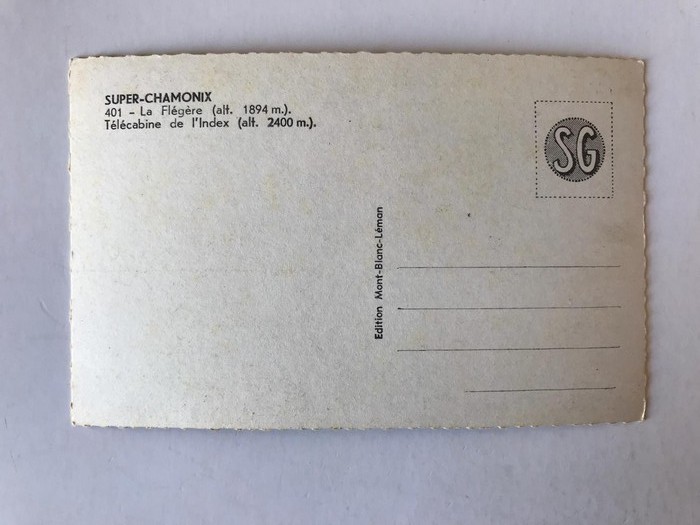 SUPER-CHAMONIX
401 - La Flégère (alt. 1894 m.).
Télécabine de l'Index (alt. 2400 m.).
SG
Edition Mont-Blanc-Léman